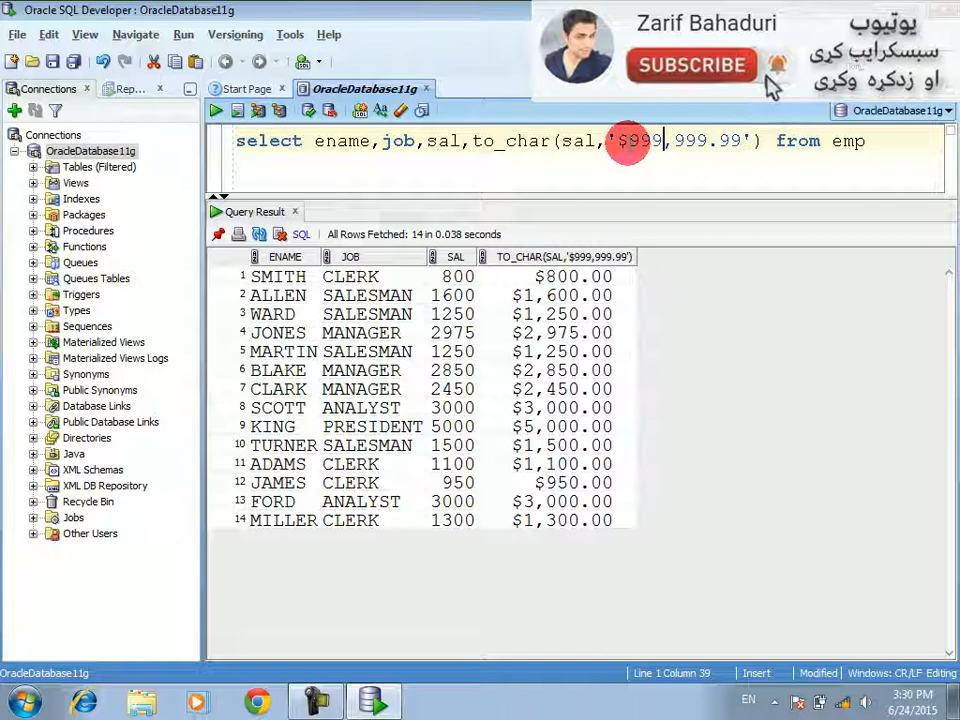 Oracle SQL Developer : OracleDatabase11g
Zarif Bahaduri
SUBSCRIBE
یوتیوب
سبسکرایب کړی
او زدکړه وکړی
File Edit View Navigate Run Versioning Tools Help
Connections
Rep...
Start Page
OracleDatabase11g
OracleDatabase11g
select ename,job,sal,to_char(sal,'$999,999.99') from emp
Connections
OracleDatabase11g
Tables (Filtered)
Views
Indexes
Packages
Procedures
Functions
Queues
Queues Tables
Triggers
Types
Sequences
Materialized Views
Materialized Views Logs
Synonyms
Public Synonyms
Database Links
Public Database Links
Directories
Java
XML Schemas
XML DB Repository
Recycle Bin
Jobs
Other Users
Query Result
SQL All Rows Fetched: 14 in 0.038 seconds
ENAME JOB SAL TO_CHAR(SAL,'$999,999.99')
1 SMITH CLERK 800 $800.00
2 ALLEN SALESMAN 1600 $1,600.00
3 WARD SALESMAN 1250 $1,250.00
4 JONES MANAGER 2975 $2,975.00
5 MARTIN SALESMAN 1250 $1,250.00
6 BLAKE MANAGER 2850 $2,850.00
7 CLARK MANAGER 2450 $2,450.00
8 SCOTT ANALYST 3000 $3,000.00
9 KING PRESIDENT 5000 $5,000.00
10 TURNER SALESMAN 1500 $1,500.00
11 ADAMS CLERK 1100 $1,100.00
12 JAMES CLERK 950 $950.00
13 FORD ANALYST 3000 $3,000.00
14 MILLER CLERK 1300 $1,300.00
OracleDatabase11g
Line 1 Column 39 Insert Modified Windows: CR/LF Editing
EN
3:30 PM
6/24/2015